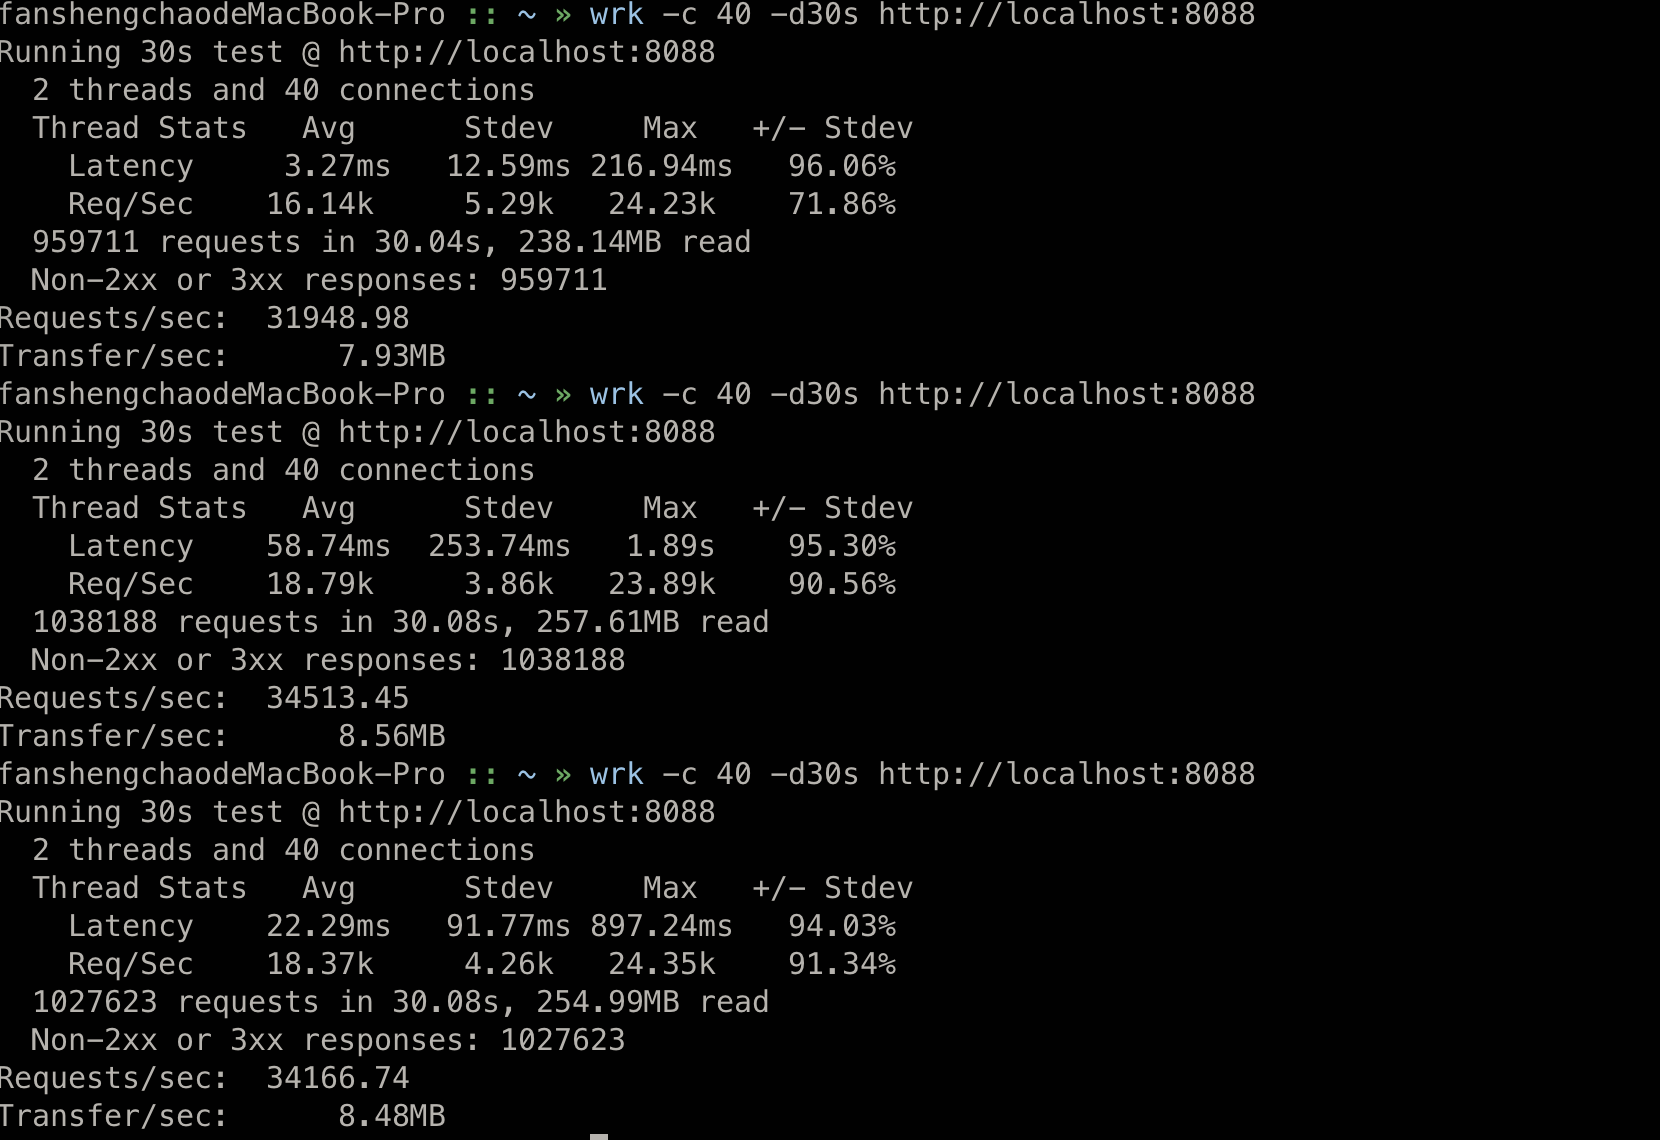 fanshengchaodeMacBook-Pro :: ~ » wrk -c 40 -d30s http://localhost:8088
Running 30s test @ http://localhost:8088
  2 threads and 40 connections
  Thread Stats   Avg      Stdev     Max   +/- Stdev
    Latency     3.27ms   12.59ms 216.94ms   96.06%
    Req/Sec    16.14k     5.29k   24.23k    71.86%
  959711 requests in 30.04s, 238.14MB read
  Non-2xx or 3xx responses: 959711
Requests/sec:  31948.98
Transfer/sec:      7.93MB
fanshengchaodeMacBook-Pro :: ~ » wrk -c 40 -d30s http://localhost:8088
Running 30s test @ http://localhost:8088
  2 threads and 40 connections
  Thread Stats   Avg      Stdev     Max   +/- Stdev
    Latency    58.74ms  253.74ms   1.89s    95.30%
    Req/Sec    18.79k     3.86k   23.89k    90.56%
  1038188 requests in 30.08s, 257.61MB read
  Non-2xx or 3xx responses: 1038188
Requests/sec:  34513.45
Transfer/sec:      8.56MB
fanshengchaodeMacBook-Pro :: ~ » wrk -c 40 -d30s http://localhost:8088
Running 30s test @ http://localhost:8088
  2 threads and 40 connections
  Thread Stats   Avg      Stdev     Max   +/- Stdev
    Latency    22.29ms   91.77ms 897.24ms   94.03%
    Req/Sec    18.37k     4.26k   24.35k    91.34%
  1027623 requests in 30.08s, 254.99MB read
  Non-2xx or 3xx responses: 1027623
Requests/sec:  34166.74
Transfer/sec:      8.48MB